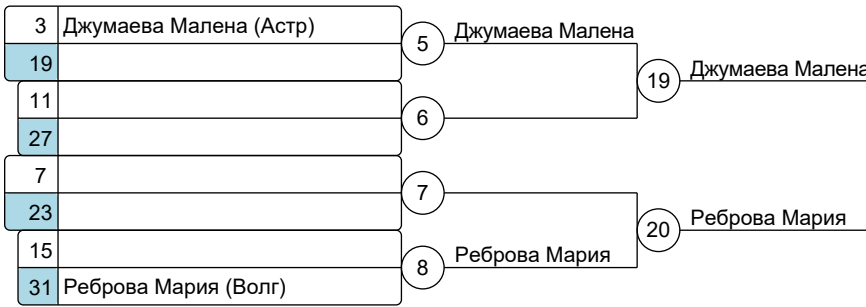 3 Джумаева Малена (Астр)
19
11
27
7
23
15
31 Реброва Мария (Волг)
5 Джумаева Малена
6
7
8 Реброва Мария
19 Джумаева Малена
20 Реброва Мария